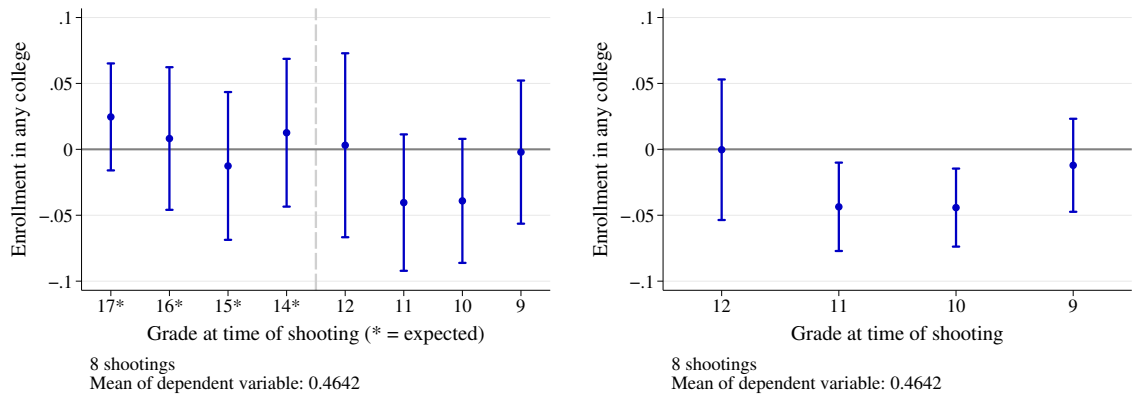 Enrollment in any college
.1
.05
0
−.05
−.1
17* 16* 15* 14* 12 11 10 9
Grade at time of shooting (* = expected)
8 shootings
Mean of dependent variable: 0.4642
Enrollment in any college
.1
.05
0
−.05
−.1
12 11 10 9
Grade at time of shooting
8 shootings
Mean of dependent variable: 0.4642